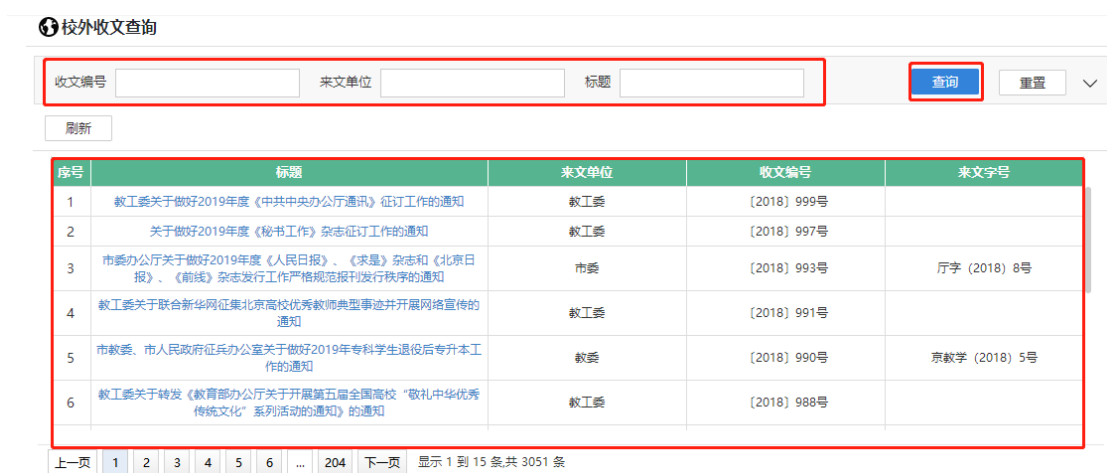 校外收文查询
收文编号 来文单位 标题 查询 重置
刷新
序号 标题 来文单位 收文编号 来文字号
1 教工委关于做好2019年度《中共中央办公厅通讯》征订工作的通知 教工委 〔2018〕999号
2 关于做好2019年度《秘书工作》杂志征订工作的通知 教工委 〔2018〕997号
3 市委办公厅关于做好2019年度《人民日报》、《求是》杂志和《北京日 市委 〔2018〕993号 厅字（2018）8号
报》、《前线》杂志发行工作严格规范报刊发行秩序的通知
4 教工委关于联合新华网征集北京高校优秀教师典型事迹并开展网络宣传的 教工委 〔2018〕991号
通知
5 市教委、市人民政府征兵办公室关于做好2019年专科学生退役后专升本工 教委 〔2018〕990号 京教学（2018）5号
作的通知
6 教工委关于转发《教育部办公厅关于开展第五届全国高校“敬礼中华优秀 教工委 〔2018〕988号
传统文化”系列活动的通知》的通知
上一页 1 2 3 4 5 6 ... 204 下一页 显示 1 到 15 条,共 3051 条